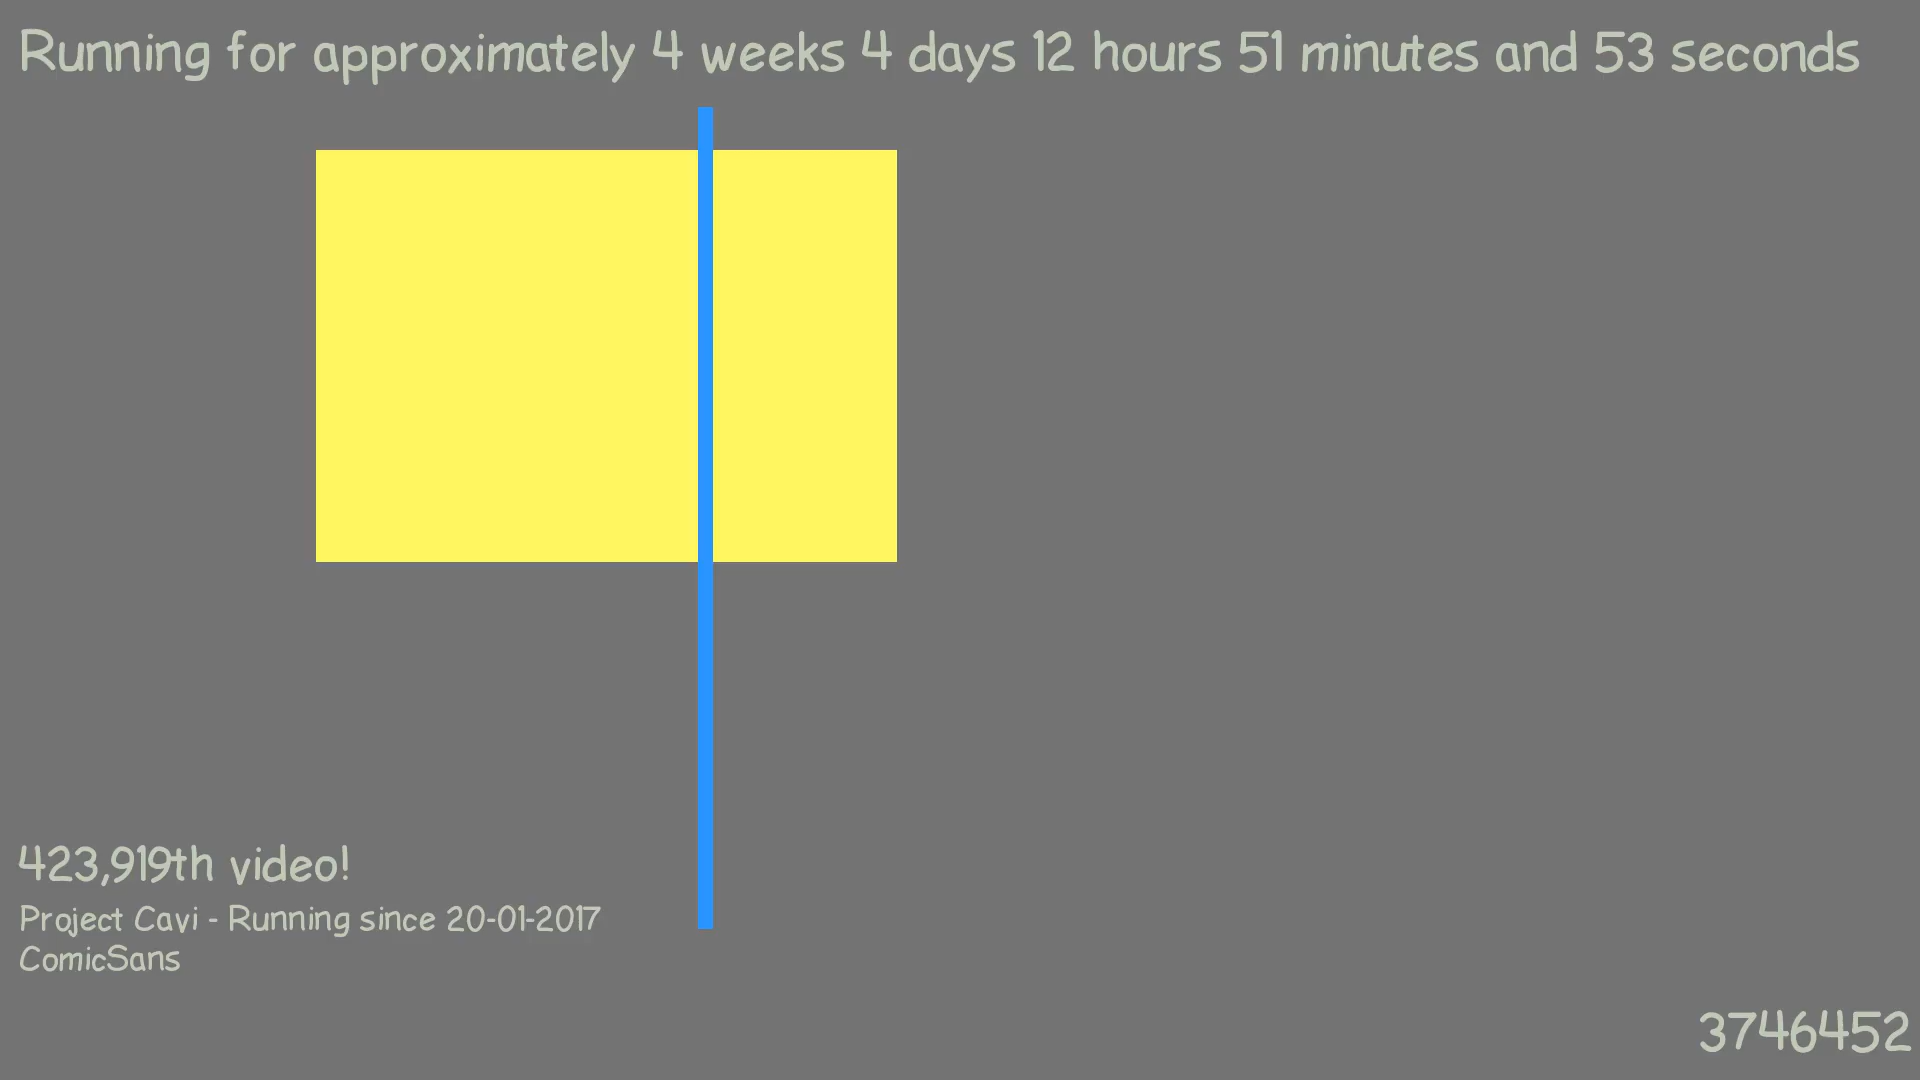 Running for approximately 4 weeks 4 days 12 hours 51 minutes and 53 seconds
423,919th video!
Project Cavi - Running since 20-01-2017
ComicSans
3746452